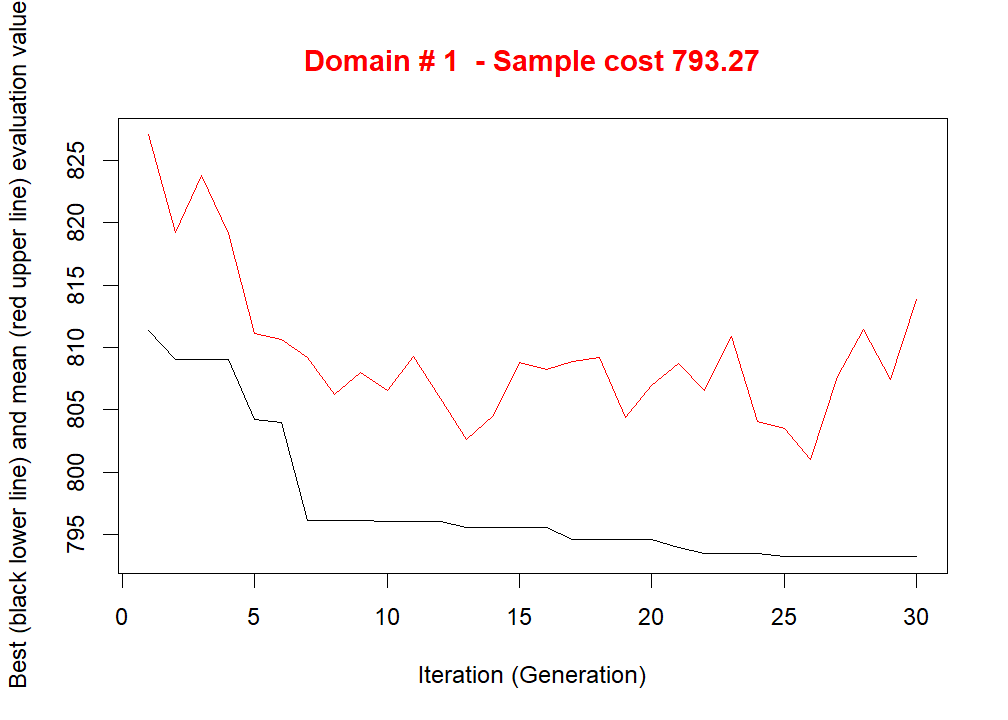 Domain # 1  - Sample cost 793.27
Best (black lower line) and mean (red upper line) evaluation value
825
820
815
810
805
800
795
0 5 10 15 20 25 30
Iteration (Generation)